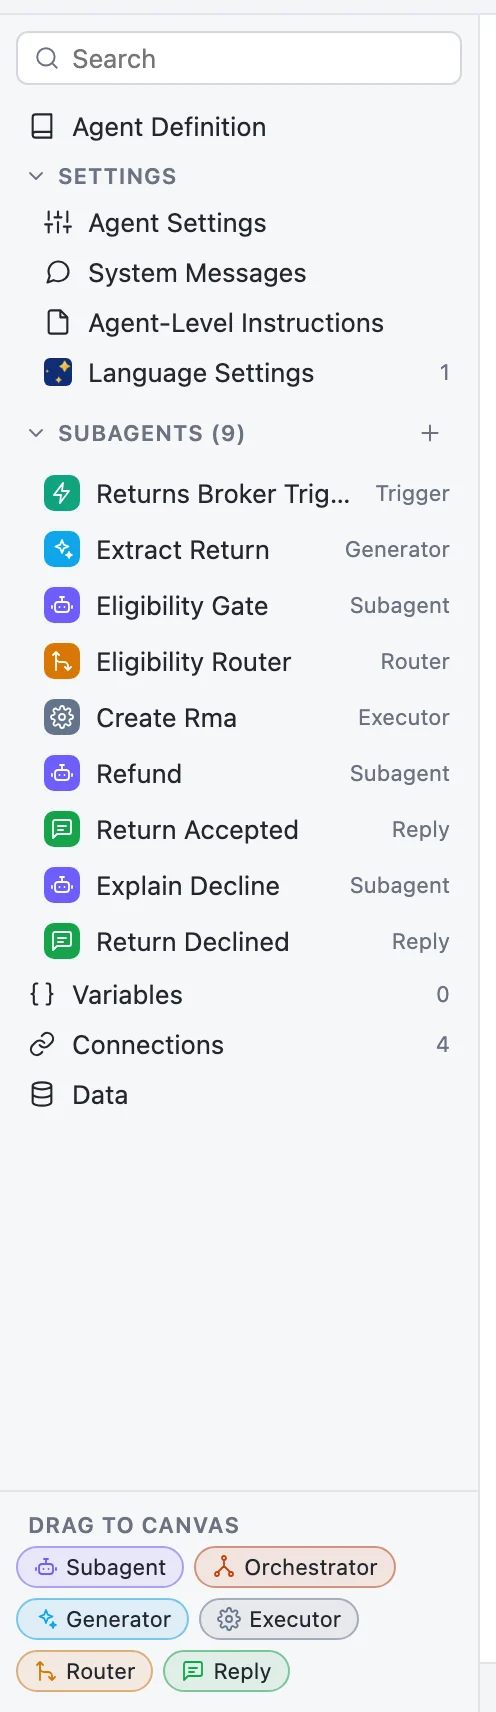 Search
Agent Definition
SETTINGS
Agent Settings
System Messages
Agent-Level Instructions
Language Settings 1
SUBAGENTS (9) +
Returns Broker Trig... Trigger
Extract Return Generator
Eligibility Gate Subagent
Eligibility Router Router
Create Rma Executor
Refund Subagent
Return Accepted Reply
Explain Decline Subagent
Return Declined Reply
Variables 0
Connections 4
Data
DRAG TO CANVAS
Subagent Orchestrator
Generator Executor
Router Reply